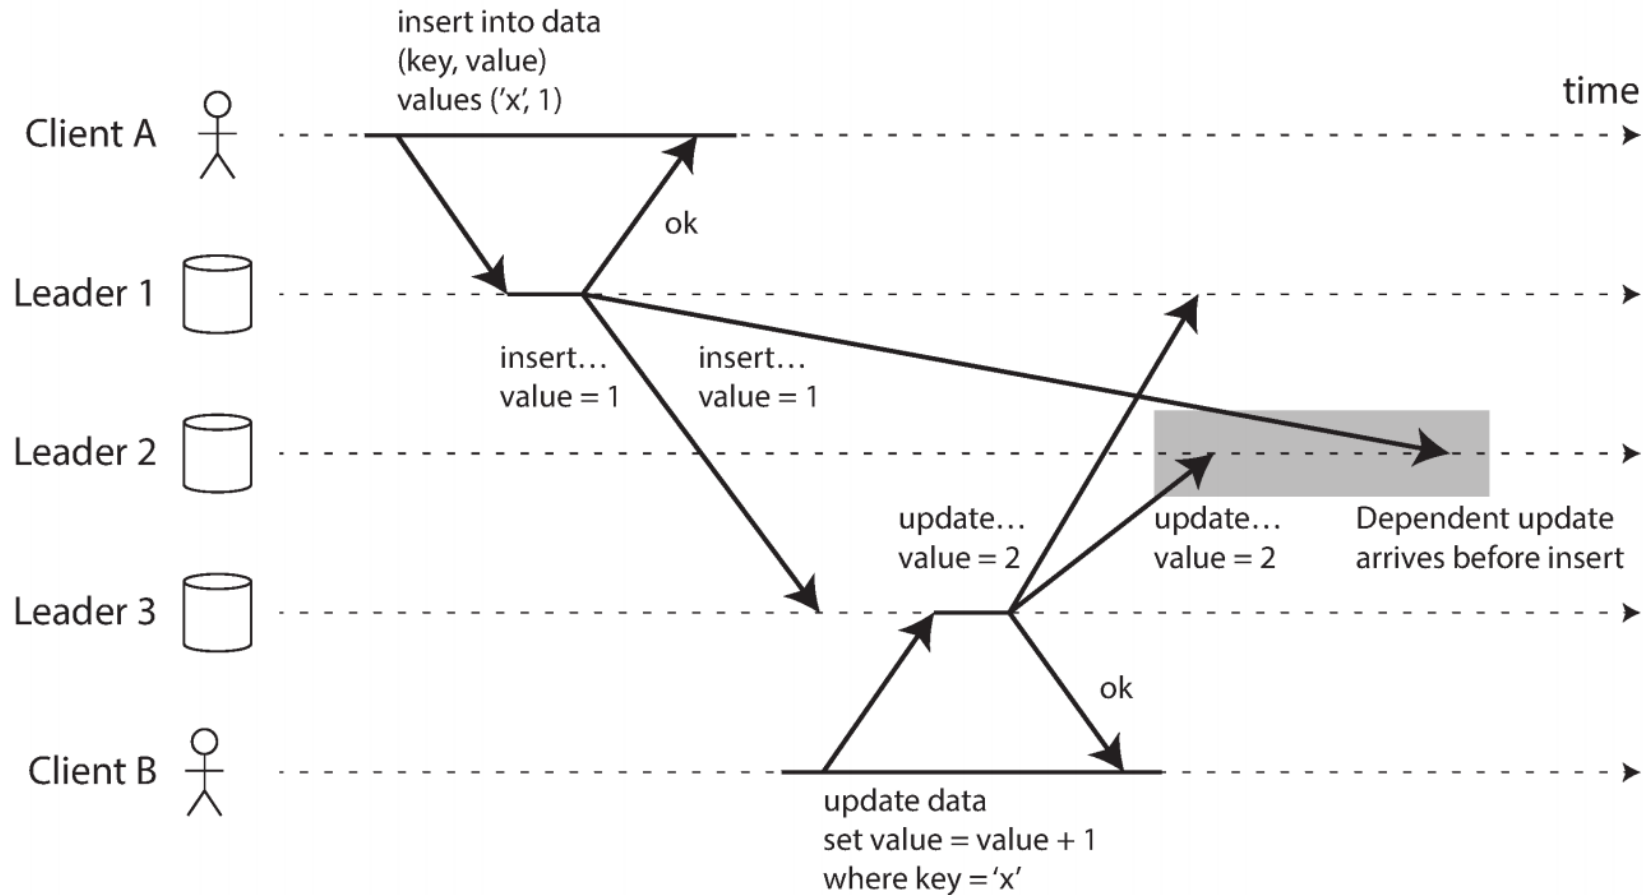 insert into data
(key, value)
values ('x', 1)
time
Client A
ok
Leader 1
insert…
value = 1
insert…
value = 1
Leader 2
update…
value = 2
update…
value = 2
Dependent update
arrives before insert
Leader 3
ok
Client B
update data
set value = value + 1
where key = ‘x’